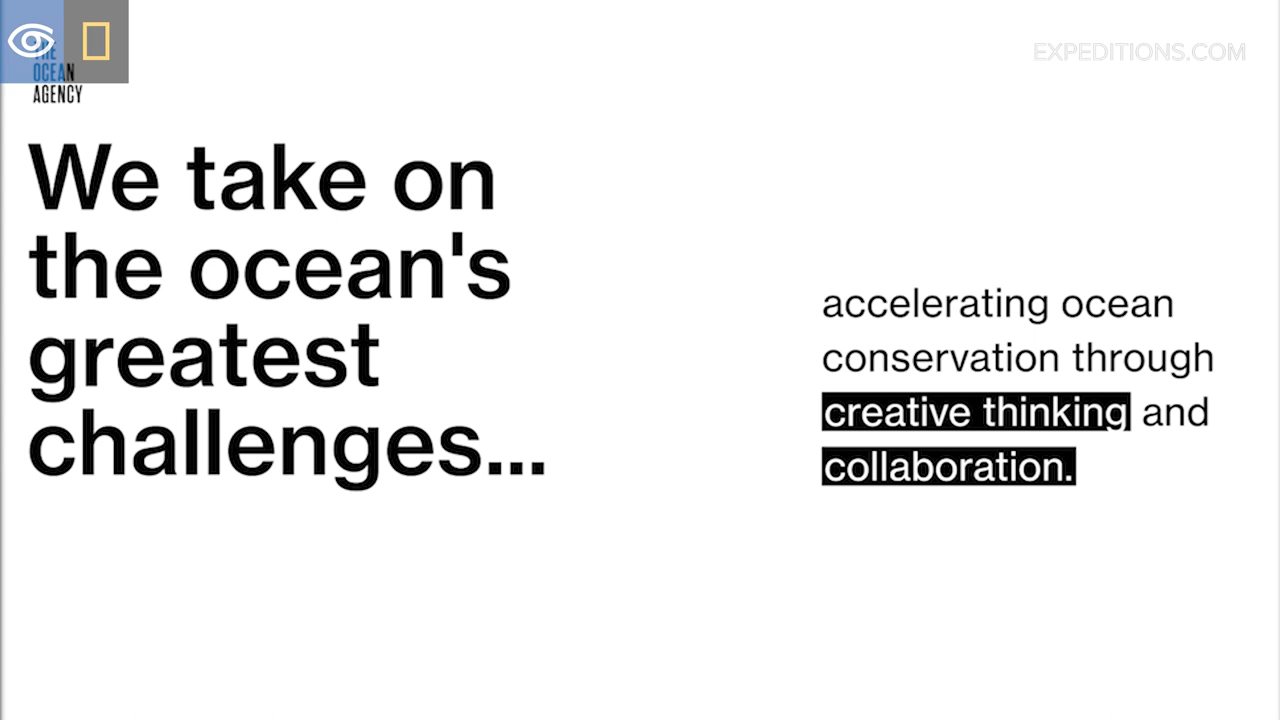 THE
OCEAN
AGENCY
EXPEDITIONS.COM
We take on
the ocean's
greatest
challenges...
accelerating ocean
conservation through
creative thinking and
collaboration.